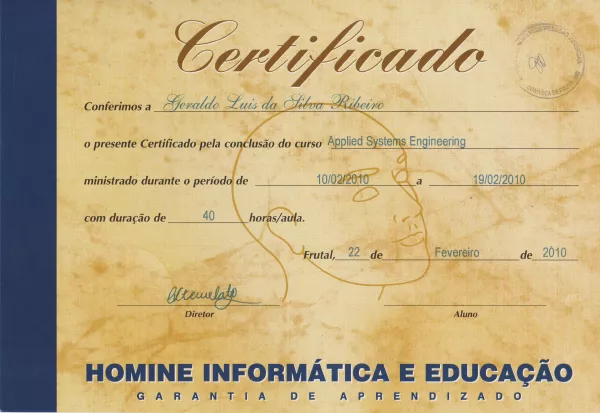 Certificado
Conferimos a Geraldo Luis da Silva Ribeiro
o presente Certificado pela conclusão do curso Applied Systems Engineering
ministrado durante o período de 10/02/2010 a 19/02/2010
com duração de 40 horas/aula.
Frutal, 22 de Fevereiro de 2010
Diretor Aluno
HOMINE INFORMÁTICA E EDUCAÇÃO
GARANTIA DE APRENDIZADO